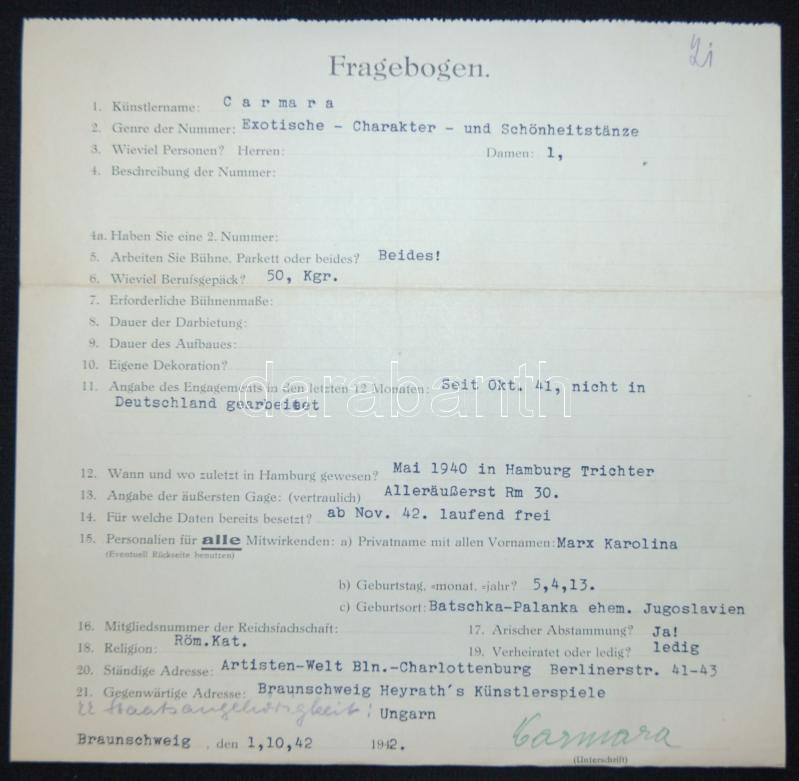 Fragebogen.
1. Künstlername: Carmara
2. Genre der Nummer: Exotische - Charakter - und Schönheitstänze
3. Wieviel Personen? Herren: Damen: 1,
4. Beschreibung der Nummer:
4a. Haben Sie eine 2. Nummer:
5. Arbeiten Sie Bühne, Parkett oder beides? Beides!
6. Wieviel Berufsgepäck? 50, Kgr.
7. Erforderliche Bühnenmaße:
8. Dauer der Darbietung:
9. Dauer des Aufbaues:
10. Eigene Dekoration?
11. Angabe des Engagements in den letzten 12 Monaten: Seit Okt. 41, nicht in
Deutschland gearbeitet
darabanth
12. Wann und wo zuletzt in Hamburg gewesen? Mai 1940 in Hamburg Trichter
13. Angabe der äußersten Gage: (vertraulich) Alleräußerst Rm 30.
14. Für welche Daten bereits besetzt? ab Nov. 42. laufend frei
15. Personalien für alle Mitwirkenden: a) Privatname mit allen Vornamen: Marx Karolina
(Eventuell Rückseite benutzen)
b) Geburtstag, =monat, =jahr? 5,4,13.
c) Geburtsort: Batschka-Palanka ehem. Jugoslavien
16. Mitgliedsnummer der Reichsfachschaft: 17. Arischer Abstammung? Ja!
18. Religion: Röm.Kat. 19. Verheiratet oder ledig? ledig
20. Ständige Adresse: Artisten-Welt Bln.-Charlottenburg Berlinerstr. 41-43
21. Gegenwärtige Adresse: Braunschweig Heyrath's Künstlerspiele
22 Staatsangehörigkeit: Ungarn
Braunschweig, den 1,10,42 1942. Carmara
(Unterschrift)